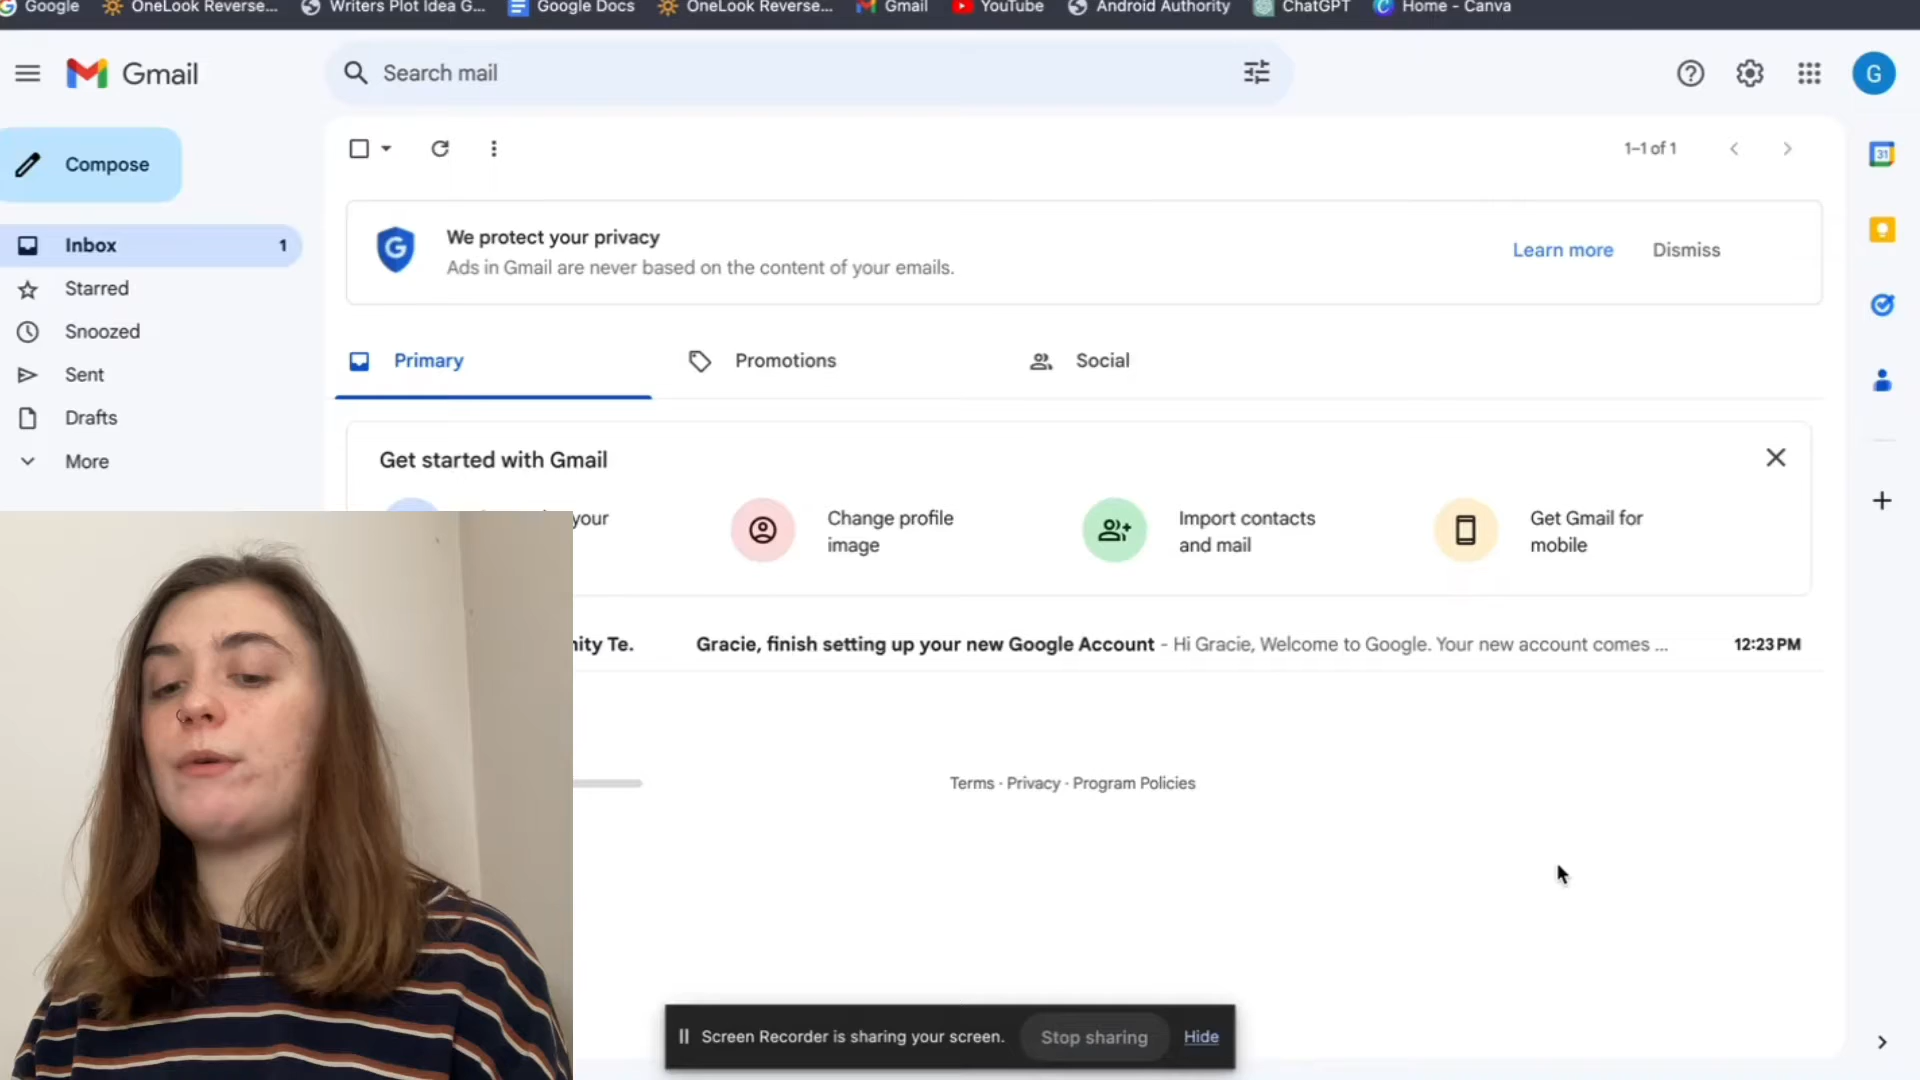 Google
OneLook Reverse...
Writers Plot Idea G...
Google Docs
OneLook Reverse...
Gmail
YouTube
Android Authority
ChatGPT
Home - Canva
Gmail
Search mail
G
Compose
1–1 of 1
31
G
We protect your privacy
Ads in Gmail are never based on the content of your emails.
Learn more
Dismiss
Inbox
1
Starred
Snoozed
Sent
Drafts
More
Primary
Promotions
Social
Get started with Gmail
your
Change profile
image
Import contacts
and mail
Get Gmail for
mobile
nity Te.
Gracie, finish setting up your new Google Account - Hi Gracie, Welcome to Google. Your new account comes ...
12:23 PM
Terms · Privacy · Program Policies
Screen Recorder is sharing your screen.
Stop sharing
Hide